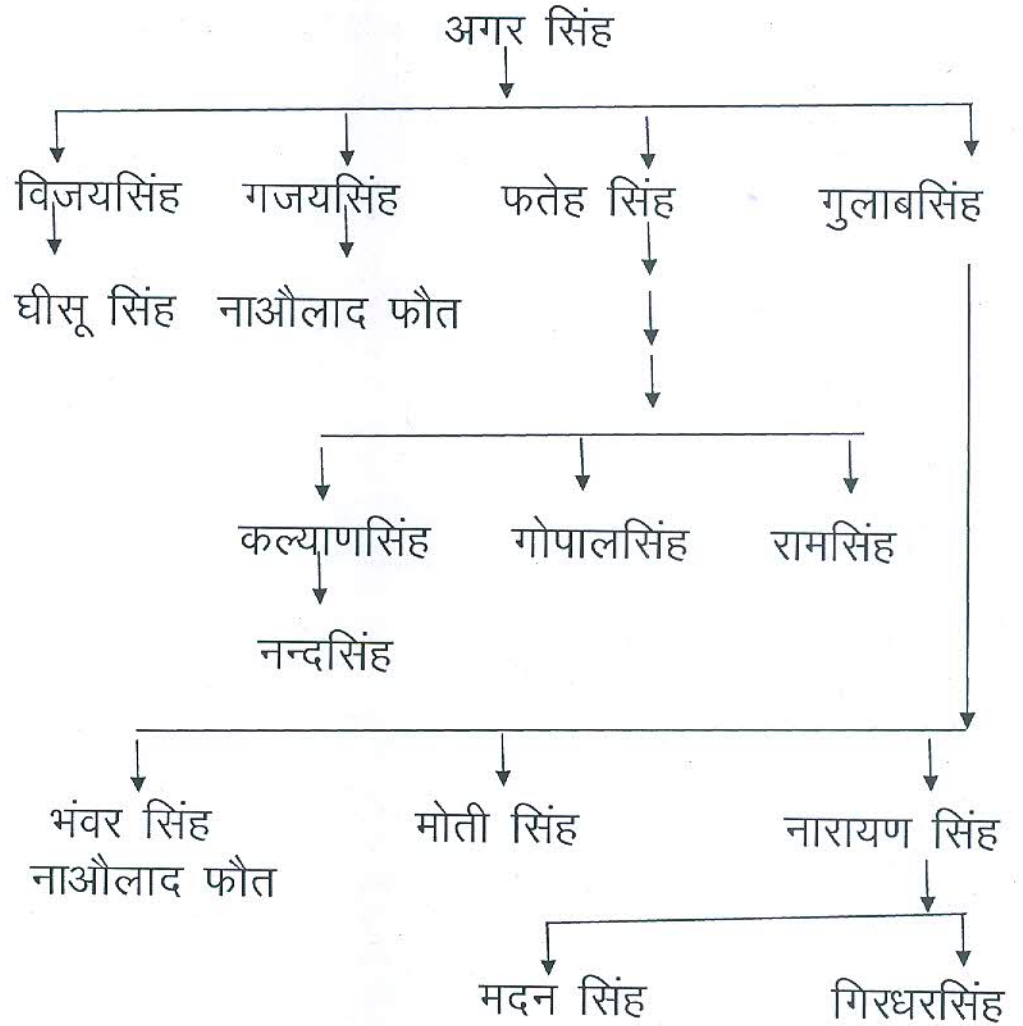 अगर सिंह
विजयसिंह गजयसिंह फतेह सिंह गुलाबसिंह
घीसू सिंह नाऔलाद फौत
कल्याणसिंह गोपालसिंह रामसिंह
नन्दसिंह
भंवर सिंह मोती सिंह नारायण सिंह
नाऔलाद फौत
मदन सिंह गिरधरसिंह